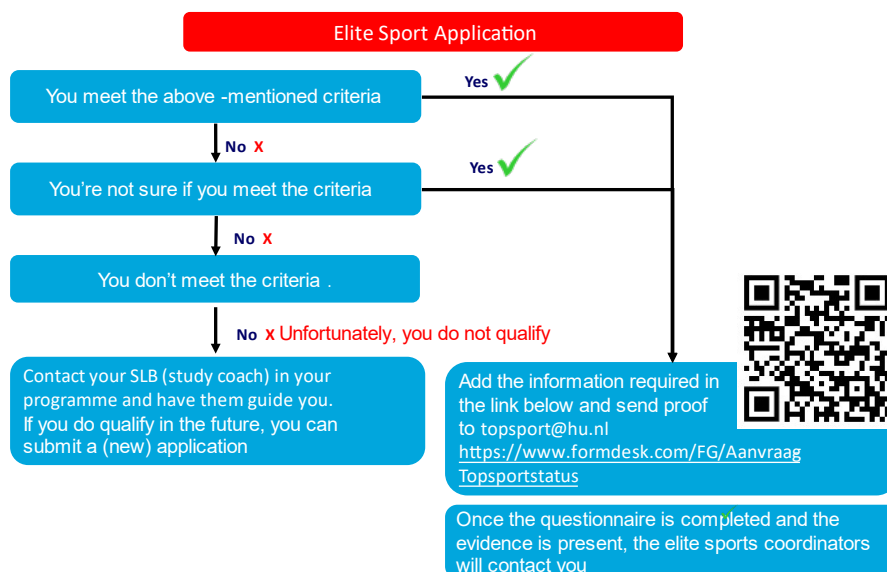 Elite Sport Application
Yes
You meet the above -mentioned criteria
No X
Yes
You're not sure if you meet the criteria
No X
You don't meet the criteria .
No X Unfortunately, you do not qualify
Contact your SLB (study coach) in your
programme and have them guide you.
If you do qualify in the future, you can
submit a (new) application
Add the information required in
the link below and send proof
to topsport@hu.nl
https://www.formdesk.com/FG/Aanvraag
Topsportstatus
Once the questionnaire is completed and the
evidence is present, the elite sports coordinators
will contact you